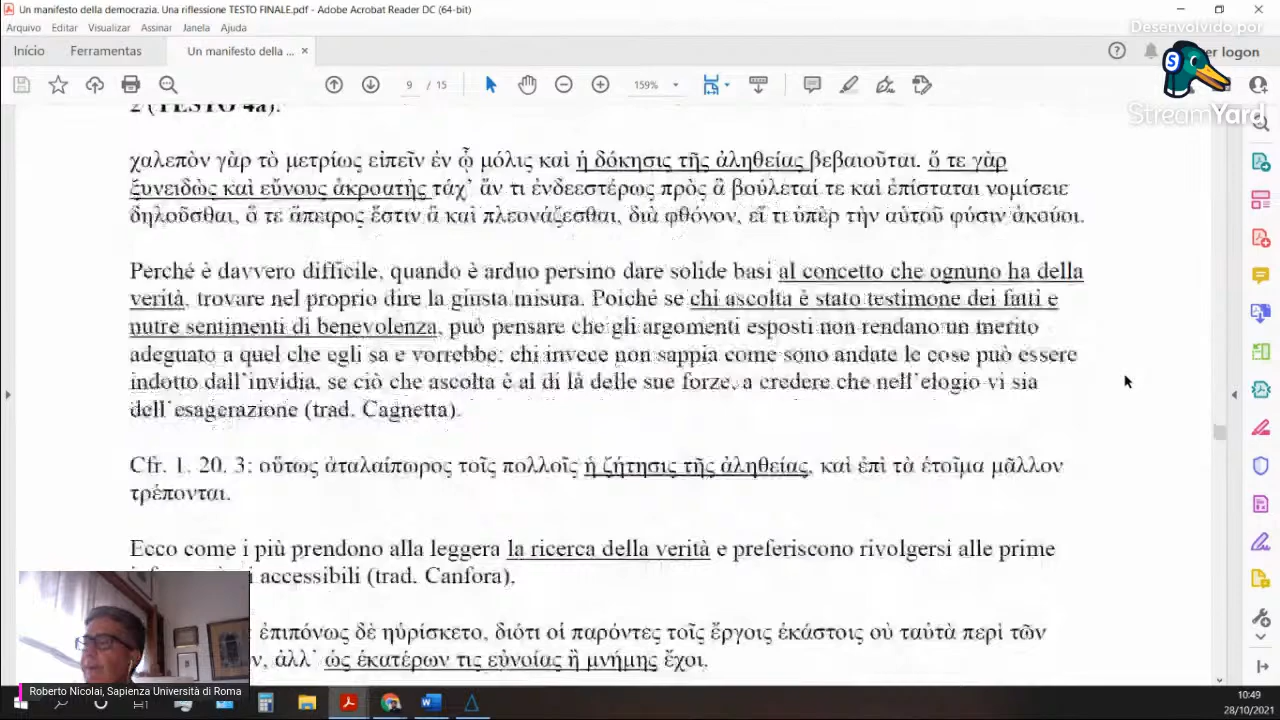 Un manifesto della democrazia. Una riflessione TESTO FINALE.pdf - Adobe Acrobat Reader DC (64-bit)
Desenvolvido por
Arquivo Editar Visualizar Assinar Janela Ajuda
Início Ferramentas Un manifesto della ... ×
er logon
9 / 15 159%
StreamYard
2 (TESTO 4a).
χαλεπὸν γὰρ τὸ μετρίως εἰπεῖν ἐν ᾧ μόλις καὶ ἡ δόκησις τῆς ἀληθείας βεβαιοῦται. ὅ τε γὰρ
ξυνειδὼς καὶ εὔνους ἀκροατὴς τάχ᾽ ἄν τι ἐνδεεστέρως πρὸς ἃ βούλεταί τε καὶ ἐπίσταται νομίσειε
δηλοῦσθαι, ὅ τε ἄπειρος ἔστιν ἃ καὶ πλεονάζεσθαι, διὰ φθόνον, εἴ τι ὑπὲρ τὴν αὑτοῦ φύσιν ἀκούοι.
Perché è davvero difficile, quando è arduo persino dare solide basi al concetto che ognuno ha della
verità, trovare nel proprio dire la giusta misura. Poiché se chi ascolta è stato testimone dei fatti e
nutre sentimenti di benevolenza, può pensare che gli argomenti esposti non rendano un merito
adeguato a quel che egli sa e vorrebbe; chi invece non sappia come sono andate le cose può essere
indotto dall'invidia, se ciò che ascolta è al di là delle sue forze, a credere che nell'elogio vi sia
dell'esagerazione (trad. Cagnetta).
Cfr. 1. 20. 3: οὕτως ἀταλαίπωρος τοῖς πολλοῖς ἡ ζήτησις τῆς ἀληθείας, καὶ ἐπὶ τὰ ἑτοῖμα μᾶλλον
τρέπονται.
Ecco come i più prendono alla leggera la ricerca della verità e preferiscono rivolgersi alle prime
i accessibili (trad. Canfora).
ἐπιπόνως δὲ ηὑρίσκετο, διότι οἱ παρόντες τοῖς ἔργοις ἑκάστοις οὐ ταὐτὰ περὶ τῶν
ν, ἀλλ᾽ ὡς ἑκατέρων τις εὐνοίας ἢ μνήμης ἔχοι.
Roberto Nicolai, Sapienza Università di Roma
10:49
28/10/2021